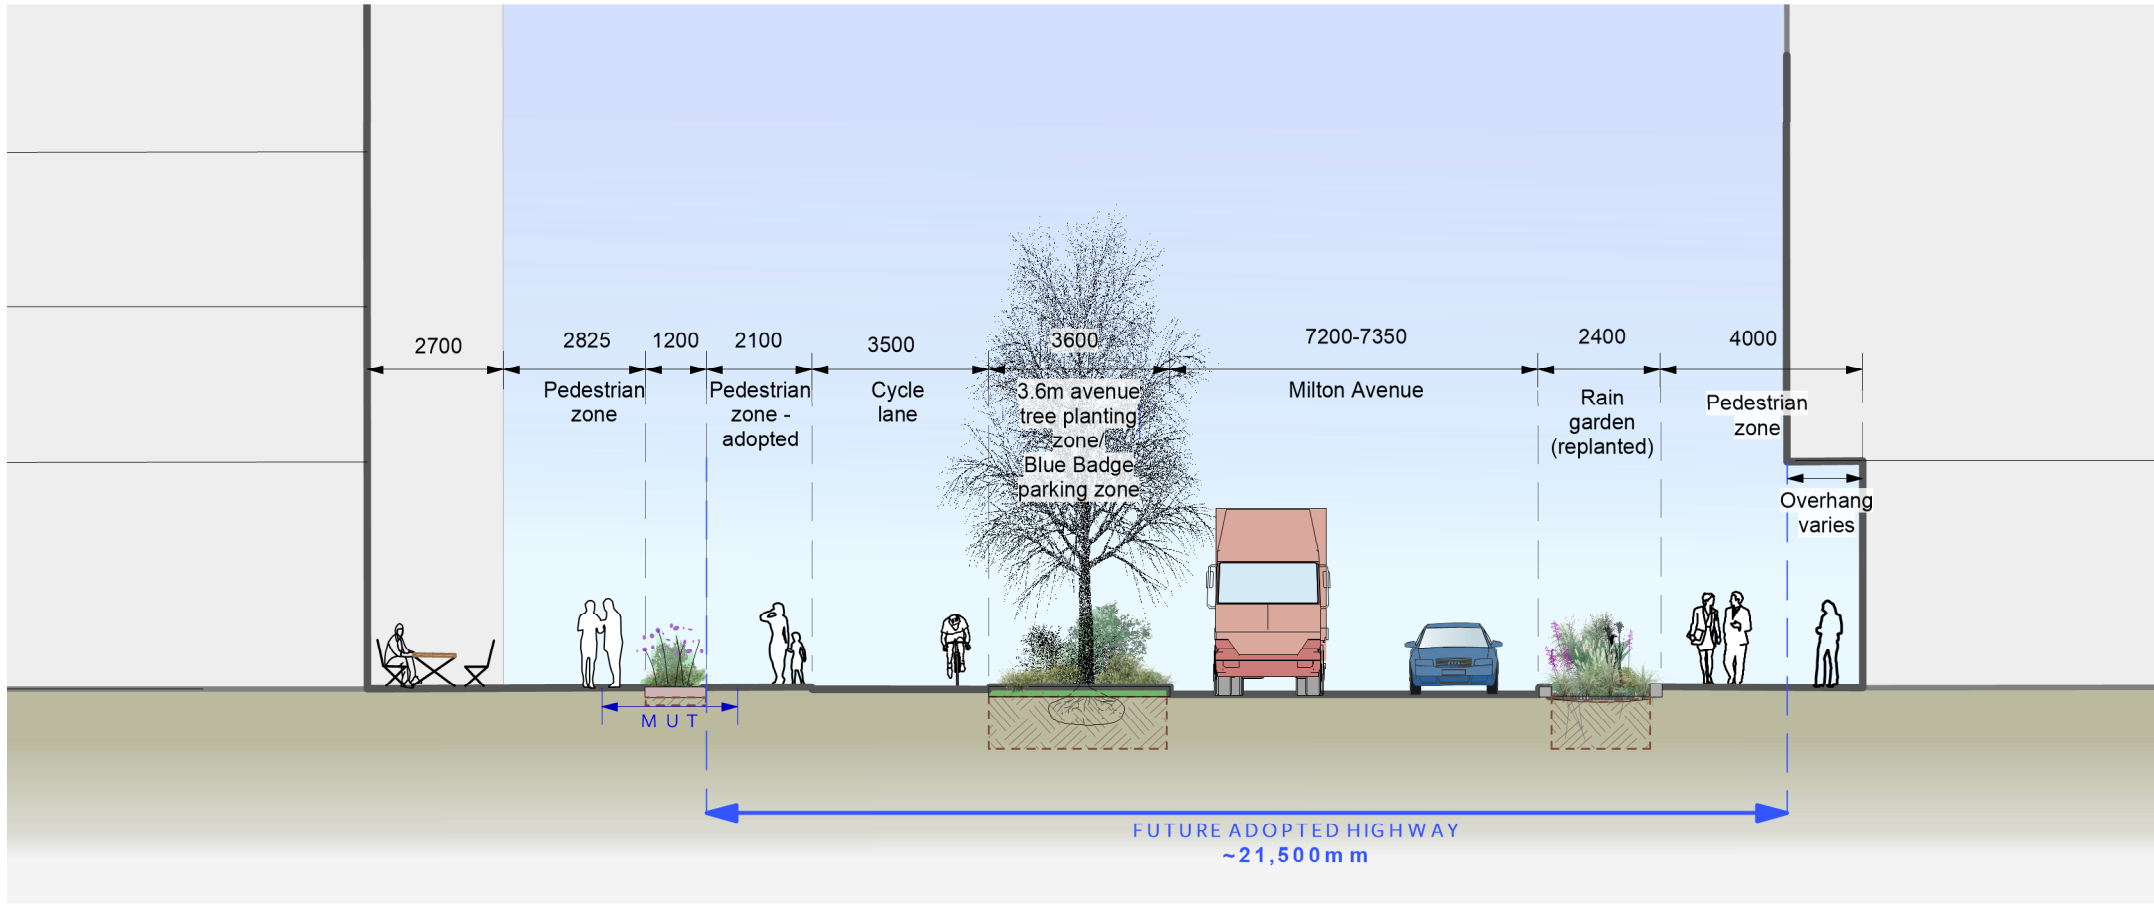 2700
2825
1200
2100
3500
3600
7200-7350
2400
4000
Pedestrian
zone
Pedestrian
zone -
adopted
Cycle
lane
3.6m avenue
tree planting
zone/
Blue Badge
parking zone
Milton Avenue
Rain
garden
(replanted)
Pedestrian
zone
Overhang
varies
MUT
FUTURE ADOPTED HIGHWAY
~21,500mm